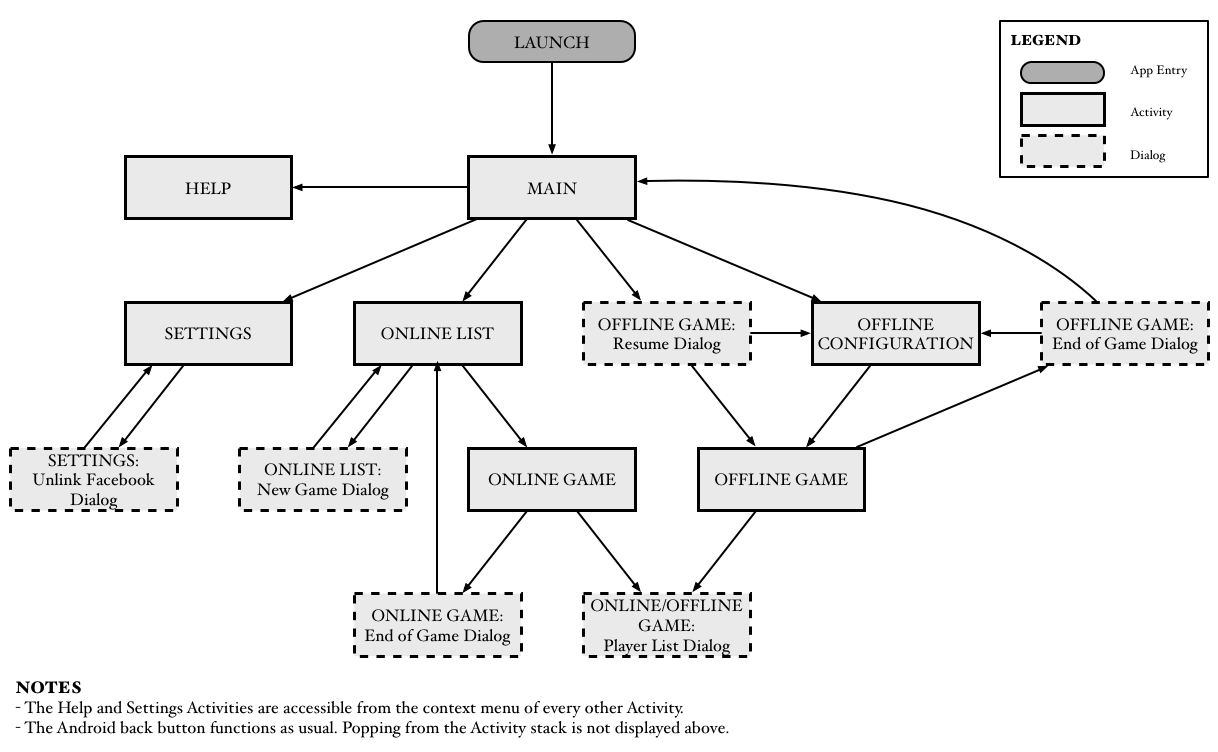 LAUNCH
LEGEND
App Entry
Activity
Dialog
HELP
MAIN
SETTINGS
ONLINE LIST
OFFLINE GAME:
Resume Dialog
OFFLINE
CONFIGURATION
OFFLINE GAME:
End of Game Dialog
SETTINGS:
Unlink Facebook
Dialog
ONLINE LIST:
New Game Dialog
ONLINE GAME
OFFLINE GAME
ONLINE GAME:
End of Game Dialog
ONLINE/OFFLINE
GAME:
Player List Dialog
NOTES
- The Help and Settings Activities are accessible from the context menu of every other Activity.
- The Android back button functions as usual. Popping from the Activity stack is not displayed above.